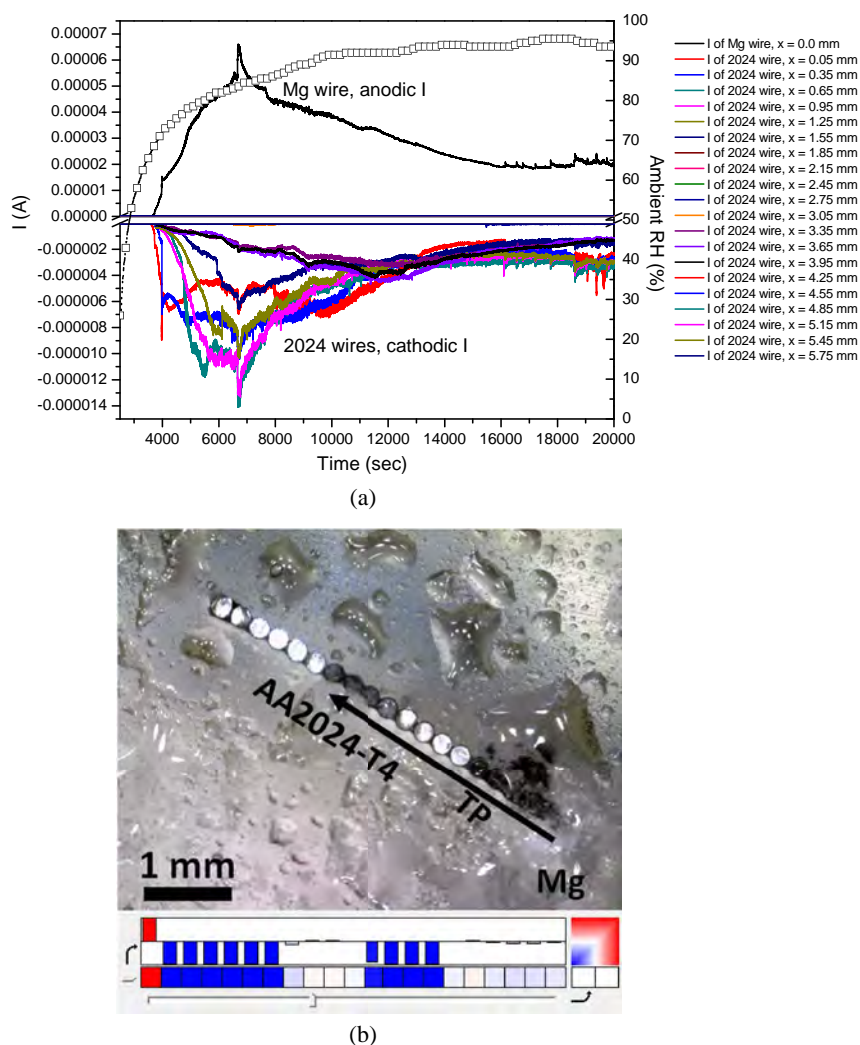 0.00007
0.00006
0.00005
0.00004
0.00003
0.00002
0.00001
0.00000
-0.000002
-0.000004
-0.000006
-0.000008
-0.000010
-0.000012
-0.000014
I (A)
Mg wire, anodic I
2024 wires, cathodic I
100
90
80
70
60
50
40
30
20
10
0
Ambient RH (%)
4000 6000 8000 10000 12000 14000 16000 18000 20000
Time (sec)
I of Mg wire, x = 0.0 mm
I of 2024 wire, x = 0.05 mm
I of 2024 wire, x = 0.35 mm
I of 2024 wire, x = 0.65 mm
I of 2024 wire, x = 0.95 mm
I of 2024 wire, x = 1.25 mm
I of 2024 wire, x = 1.55 mm
I of 2024 wire, x = 1.85 mm
I of 2024 wire, x = 2.15 mm
I of 2024 wire, x = 2.45 mm
I of 2024 wire, x = 2.75 mm
I of 2024 wire, x = 3.05 mm
I of 2024 wire, x = 3.35 mm
I of 2024 wire, x = 3.65 mm
I of 2024 wire, x = 3.95 mm
I of 2024 wire, x = 4.25 mm
I of 2024 wire, x = 4.55 mm
I of 2024 wire, x = 4.85 mm
I of 2024 wire, x = 5.15 mm
I of 2024 wire, x = 5.45 mm
I of 2024 wire, x = 5.75 mm
(a)
AA2024-T4
TP
1 mm
Mg
(b)